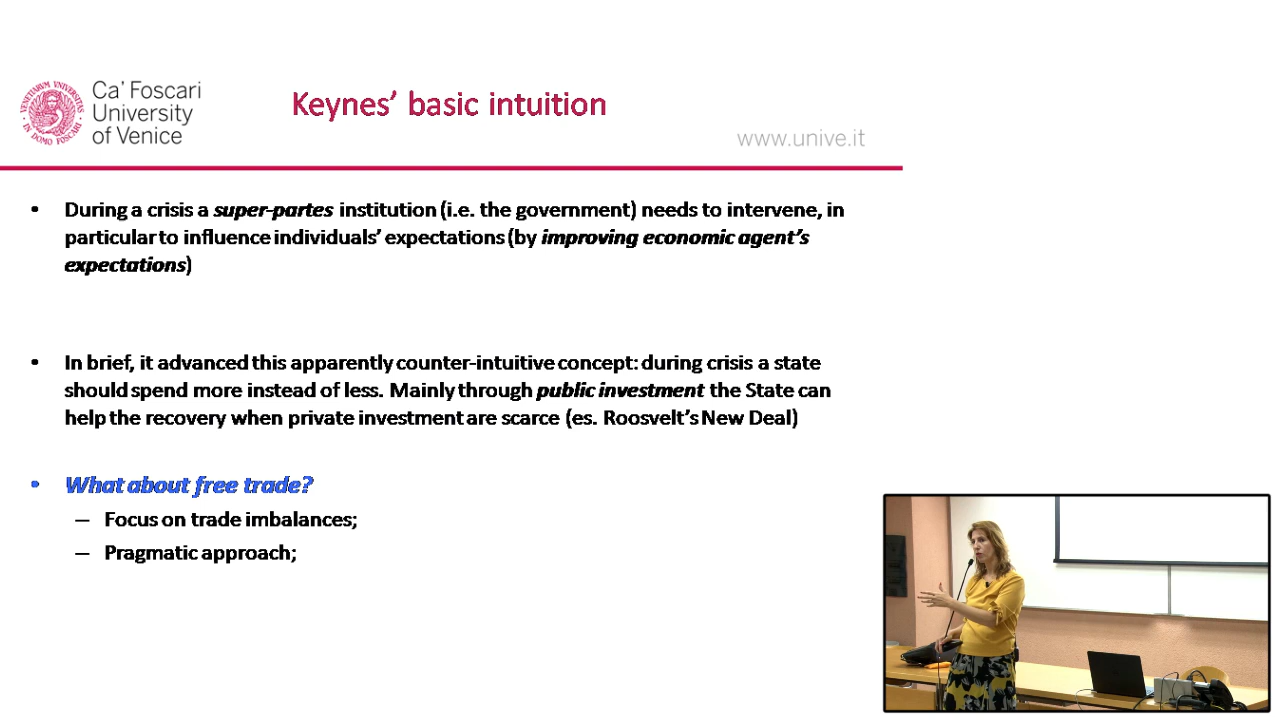 Ca' Foscari
University
of Venice
Keynes' basic intuition
www.unive.it
• During a crisis a super-partes institution (i.e. the government) needs to intervene, in
particular to influence individuals' expectations (by improving economic agent's
expectations)
• In brief, it advanced this apparently counter-intuitive concept: during crisis a state
should spend more instead of less. Mainly through public investment the State can
help the recovery when private investment are scarce (es. Roosvelt's New Deal)
• What about free trade?
– Focus on trade imbalances;
– Pragmatic approach;